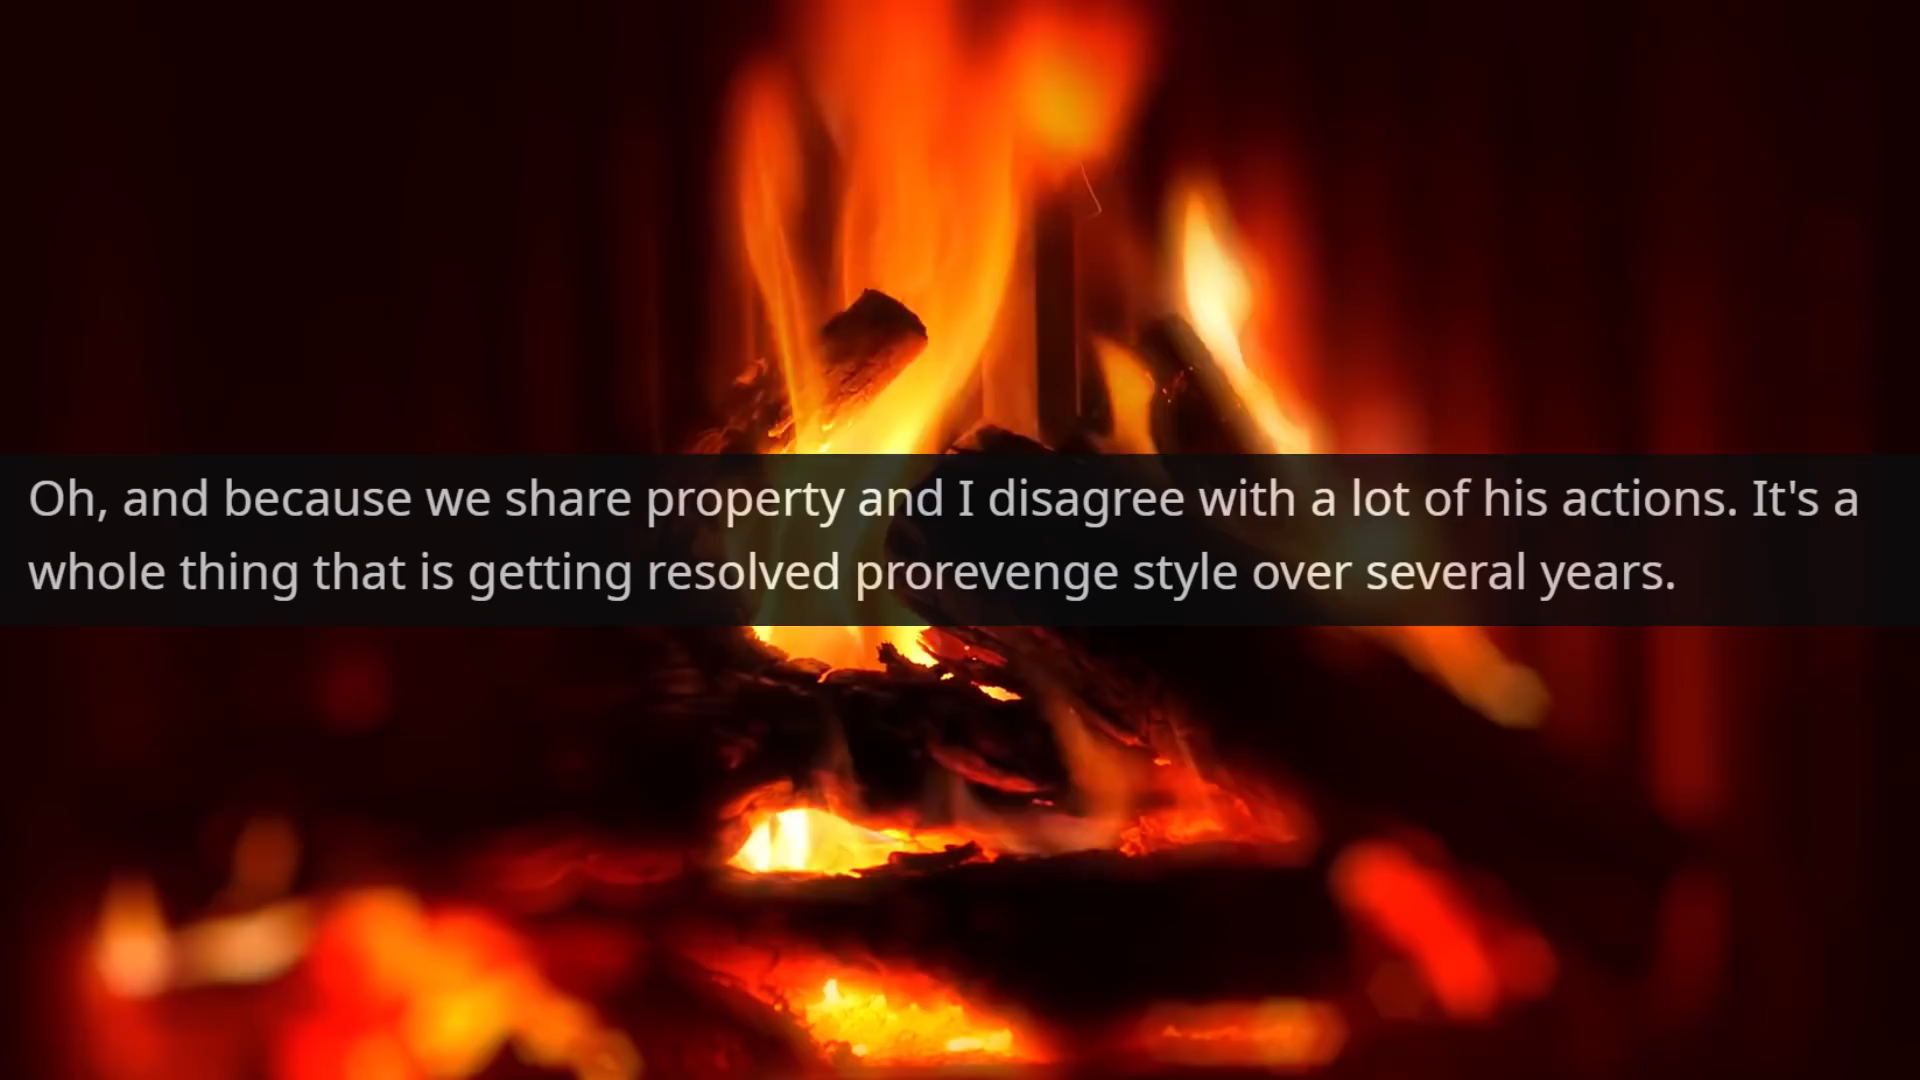 Oh, and because we share property and I disagree with a lot of his actions. It's a
whole thing that is getting resolved prorevenge style over several years.